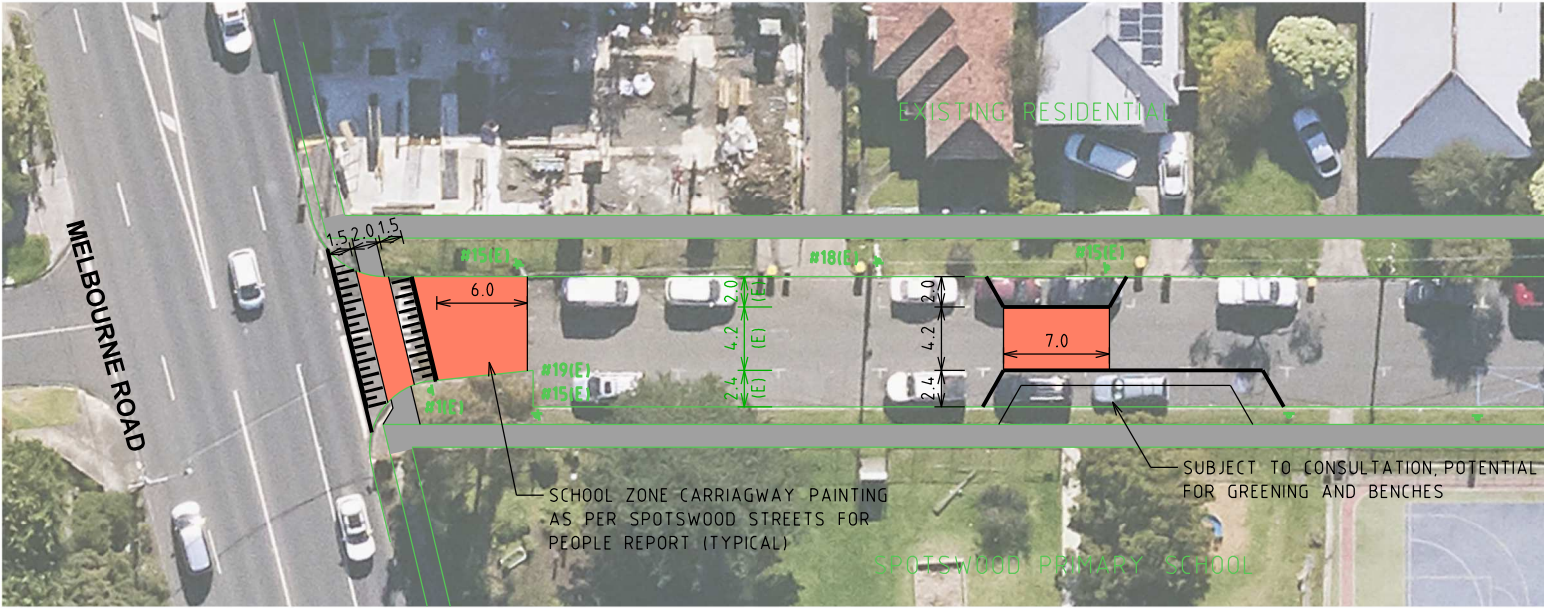 EXISTING RESIDENTIAL
MELBOURNE ROAD
1.5
2.0
1.5
#15(E)
#18(E)
#15(E)
6.0
2.0
(E)
4.2
(E)
2.4
(E)
2.0
4.2
2.4
7.0
#19(E)
#15(E)
#1(E)
SCHOOL ZONE CARRIAGWAY PAINTING
AS PER SPOTSWOOD STREETS FOR
PEOPLE REPORT (TYPICAL)
SUBJECT TO CONSULTATION, POTENTIAL
FOR GREENING AND BENCHES
SPOTSWOOD PRIMARY SCHOOL